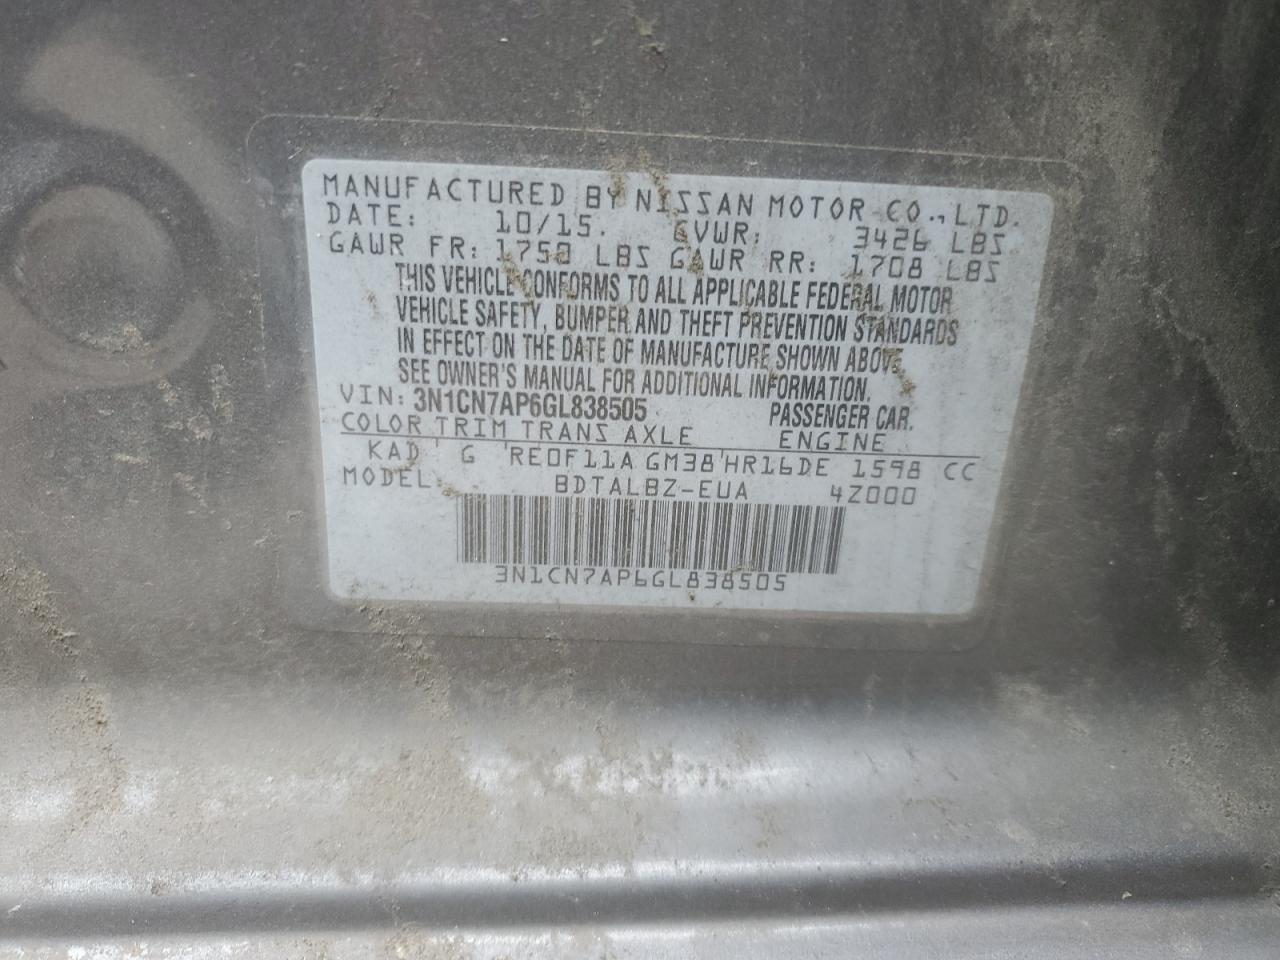 MANUFACTURED BY NISSAN MOTOR CO., LTD.
DATE: 10/15. GVWR: 3426 LBS
GAWR FR: 1750 LBS GAWR RR: 1708 LBS
THIS VEHICLE CONFORMS TO ALL APPLICABLE FEDERAL MOTOR
VEHICLE SAFETY, BUMPER, AND THEFT PREVENTION STANDARDS
IN EFFECT ON THE DATE OF MANUFACTURE SHOWN ABOVE.
SEE OWNER'S MANUAL FOR ADDITIONAL INFORMATION.
VIN: 3N1CN7AP6GL838505 PASSENGER CAR.
COLOR TRIM TRANS AXLE ENGINE
KAD G RE0F11A GM38 HR16DE 1598 CC
MODEL: BDTALBZ-EUA 4Z000
3N1CN7AP6GL838505